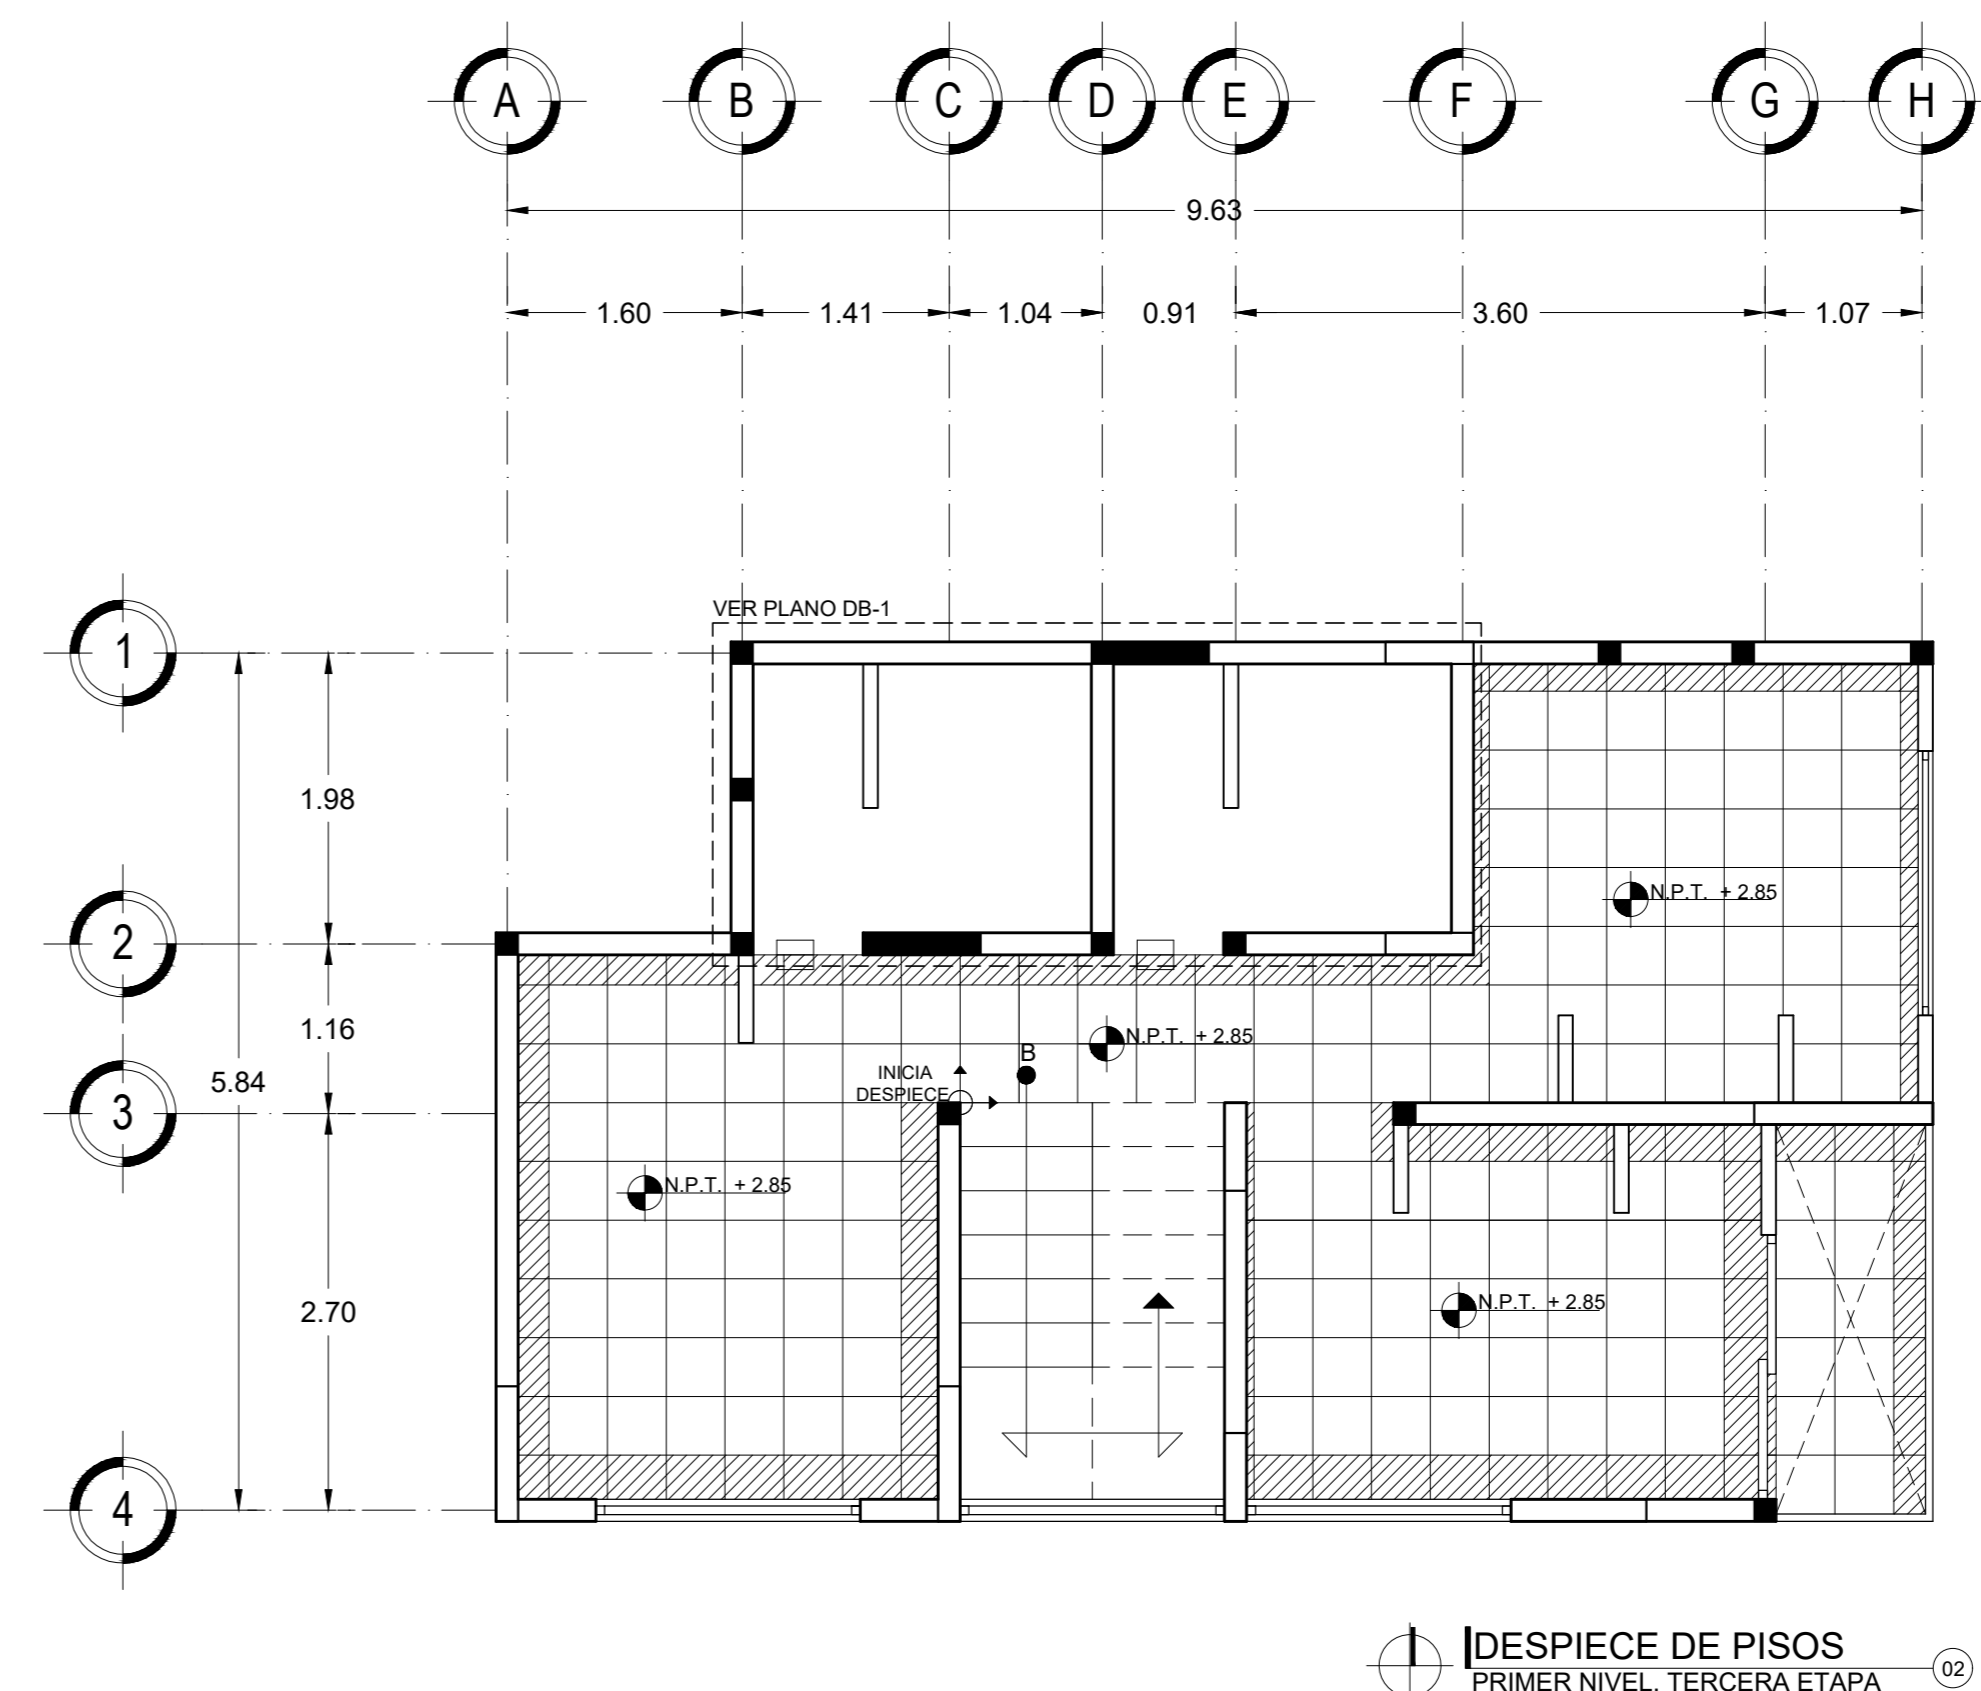 A B C D E F G H
9.63
1.60 1.41 1.04 0.91 3.60 1.07
VER PLANO DB-1
1
1.98
N.P.T. + 2.85
2
1.16
N.P.T. + 2.85
B
INICIA
DESPIECE
5.84
3
N.P.T. + 2.85
2.70
N.P.T. + 2.85
4
DESPIECE DE PISOS
PRIMER NIVEL. TERCERA ETAPA
02